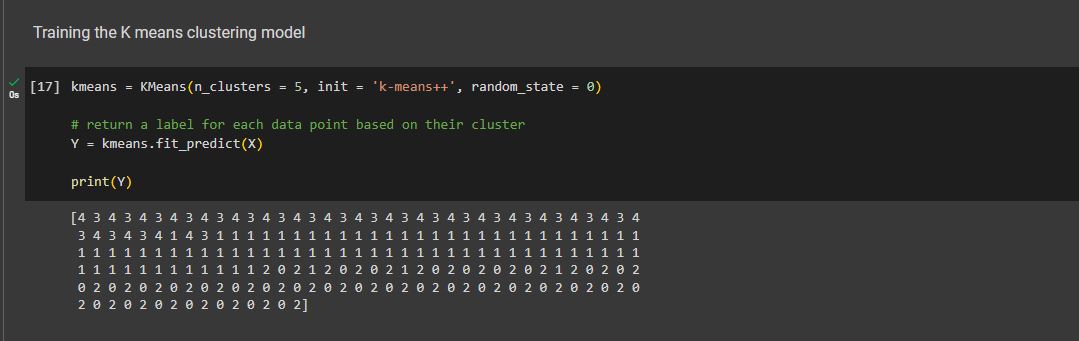 Training the K means clustering model
[17] kmeans = KMeans(n_clusters = 5, init = 'k-means++', random_state = 0)
0s
# return a label for each data point based on their cluster
Y = kmeans.fit_predict(X)
print(Y)
[4 3 4 3 4 3 4 3 4 3 4 3 4 3 4 3 4 3 4 3 4 3 4 3 4 3 4 3 4 3 4 3 4 3 4 3 4
3 4 3 4 3 4 1 4 3 1 1 1 1 1 1 1 1 1 1 1 1 1 1 1 1 1 1 1 1 1 1 1 1 1 1 1 1
1 1 1 1 1 1 1 1 1 1 1 1 1 1 1 1 1 1 1 1 1 1 1 1 1 1 1 1 1 1 1 1 1 1 1 1 1
1 1 1 1 1 1 1 1 1 1 1 1 2 0 2 1 2 0 2 0 2 1 2 0 2 0 2 0 2 0 2 1 2 0 2 0 2
0 2 0 2 0 2 0 2 0 2 0 2 0 2 0 2 0 2 0 2 0 2 0 2 0 2 0 2 0 2 0 2 0 2 0 2 0
2 0 2 0 2 0 2 0 2 0 2 0 2 0 2]